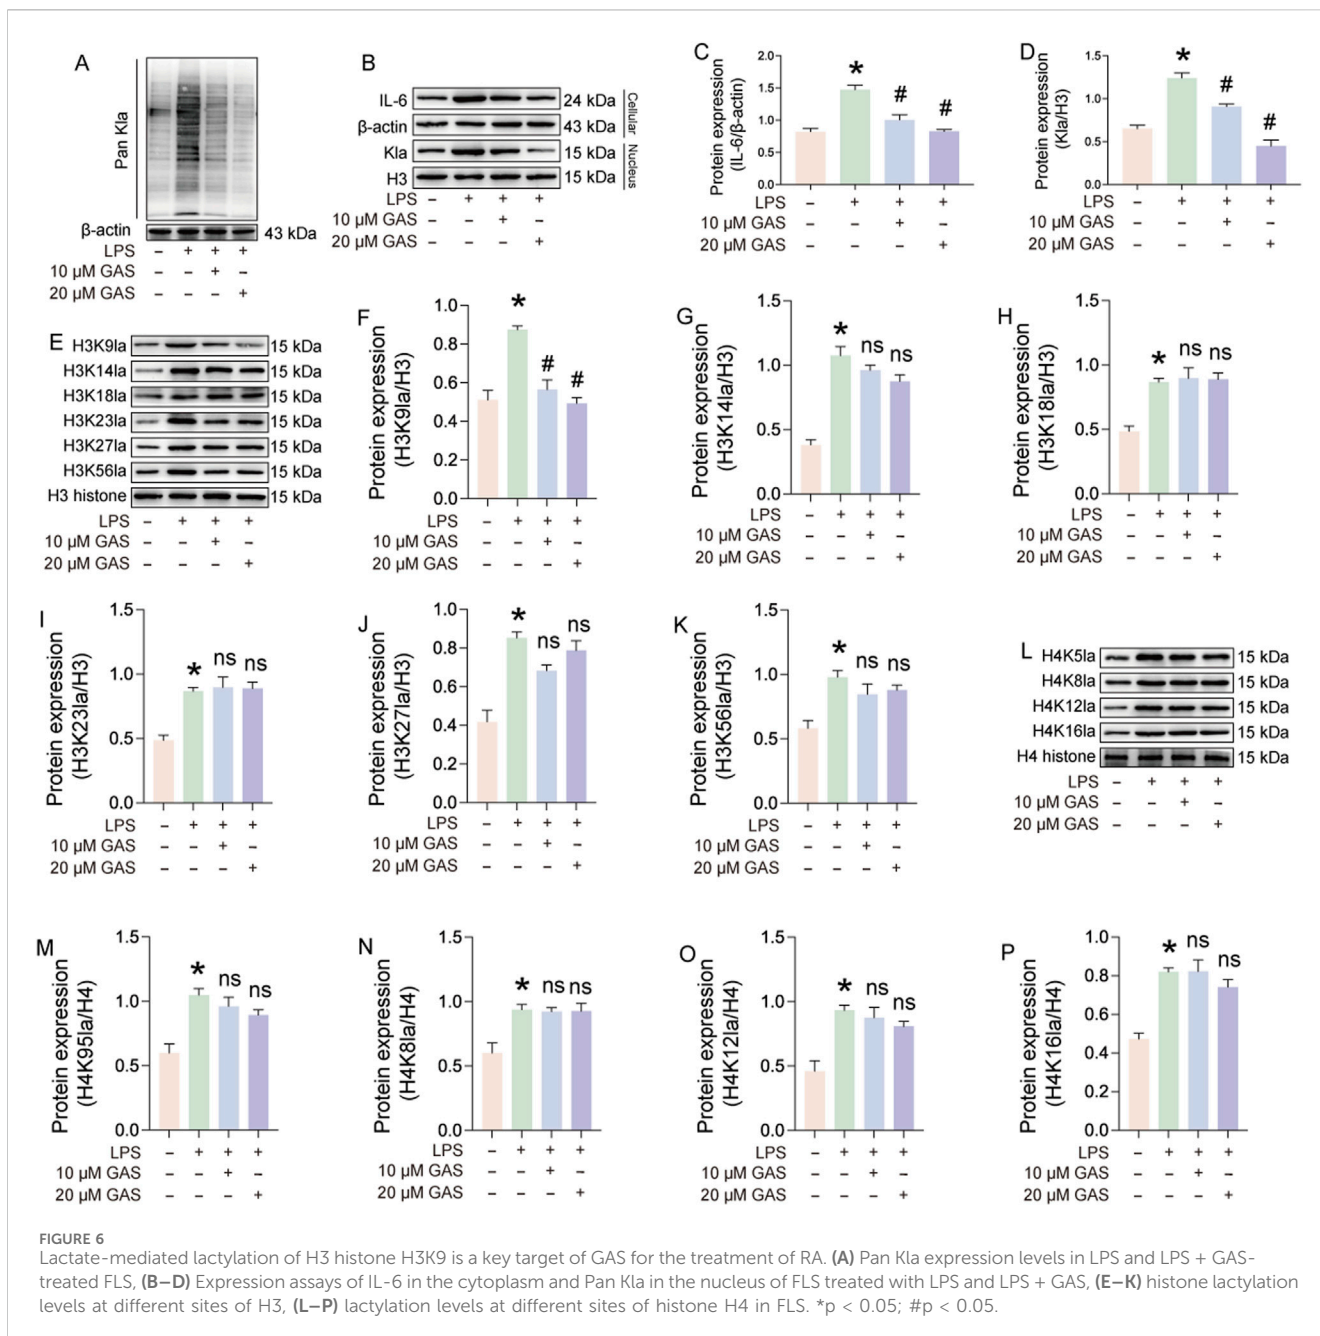 A
Pan Kla
β-actin
43 kDa
LPS − + + +
10 μM GAS − − + −
20 μM GAS − − − +
B
IL-6 24 kDa
β-actin 43 kDa
Cellular
Kla 15 kDa
H3 15 kDa
Nucleus
LPS − + + +
10 μM GAS − − + −
20 μM GAS − − − +
C
Protein expression
(IL-6/β-actin)
2.0
1.5
1.0
0.5
0.0
* # #
LPS − + + +
10 μM GAS − − + −
20 μM GAS − − − +
D
Protein expression
(Kla/H3)
1.5
1.0
0.5
0.0
* # #
LPS − + + +
10 μM GAS − − + −
20 μM GAS − − − +
E
H3K9la 15 kDa
H3K14la 15 kDa
H3K18la 15 kDa
H3K23la 15 kDa
H3K27la 15 kDa
H3K56la 15 kDa
H3 histone 15 kDa
LPS − + + +
10 μM GAS − − + −
20 μM GAS − − − +
F
Protein expression
(H3K9la/H3)
1.0
0.8
0.6
0.4
0.2
0.0
* # #
LPS − + + +
10 μM GAS − − + −
20 μM GAS − − − +
G
Protein expression
(H3K14la/H3)
1.5
1.0
0.5
0.0
* ns ns
LPS − + + +
10 μM GAS − − + −
20 μM GAS − − − +
H
Protein expression
(H3K18la/H3)
1.5
1.0
0.5
0.0
* ns ns
LPS − + + +
10 μM GAS − − + −
20 μM GAS − − − +
I
Protein expression
(H3K23la/H3)
1.5
1.0
0.5
0.0
* ns ns
LPS − + + +
10 μM GAS − − + −
20 μM GAS − − − +
J
Protein expression
(H3K27la/H3)
1.0
0.8
0.6
0.4
0.2
0.0
* ns ns
LPS − + + +
10 μM GAS − − + −
20 μM GAS − − − +
K
Protein expression
(H3K56la/H3)
1.5
1.0
0.5
0.0
* ns ns
LPS − + + +
10 μM GAS − − + −
20 μM GAS − − − +
L
H4K5la 15 kDa
H4K8la 15 kDa
H4K12la 15 kDa
H4K16la 15 kDa
H4 histone 15 kDa
LPS − + + +
10 μM GAS − − + −
20 μM GAS − − − +
M
Protein expression
(H4K95la/H4)
1.5
1.0
0.5
0.0
* ns ns
LPS − + + +
10 μM GAS − − + −
20 μM GAS − − − +
N
Protein expression
(H4K8la/H4)
1.5
1.0
0.5
0.0
* ns ns
LPS − + + +
10 μM GAS − − + −
20 μM GAS − − − +
O
Protein expression
(H4K12la/H4)
1.5
1.0
0.5
0.0
* ns ns
LPS − + + +
10 μM GAS − − + −
20 μM GAS − − − +
P
Protein expression
(H4K16la/H4)
1.0
0.8
0.6
0.4
0.2
0.0
* ns ns
LPS − + + +
10 μM GAS − − + −
20 μM GAS − − − +
FIGURE 6
Lactate-mediated lactylation of H3 histone H3K9 is a key target of GAS for the treatment of RA. (A) Pan Kla expression levels in LPS and LPS + GAS-
treated FLS, (B–D) Expression assays of IL-6 in the cytoplasm and Pan Kla in the nucleus of FLS treated with LPS and LPS + GAS, (E–K) histone lactylation
levels at different sites of H3, (L–P) lactylation levels at different sites of histone H4 in FLS. *p < 0.05; #p < 0.05.